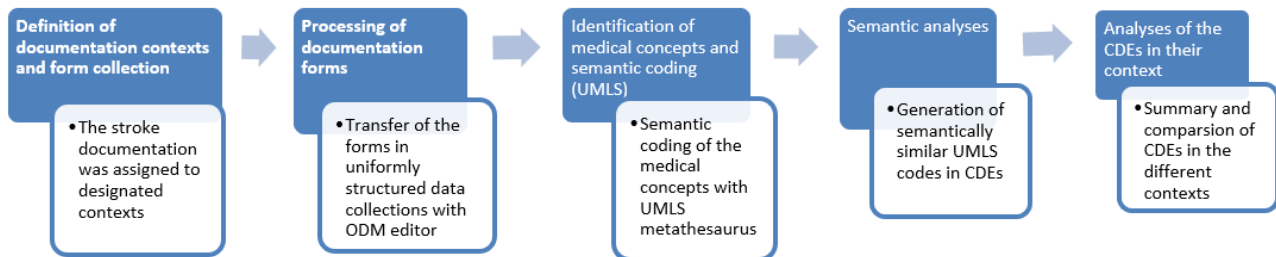 Definition of
documentation contexts
and form collection
•The stroke
documentation
was assigned to
designated
contexts
Processing of
documentation
forms
•Transfer of the
forms in
uniformly
structured data
collections with
ODM editor
Identification of
medical concepts and
semantic coding
(UMLS)
•Semantic
coding of the
medical
concepts with
UMLS
metathesaurus
Semantic analyses
•Generation of
semantically
similar UMLS
codes in CDEs
Analyses of the
CDEs in their
context
•Summary and
comparsion of
CDEs in the
different
contexts